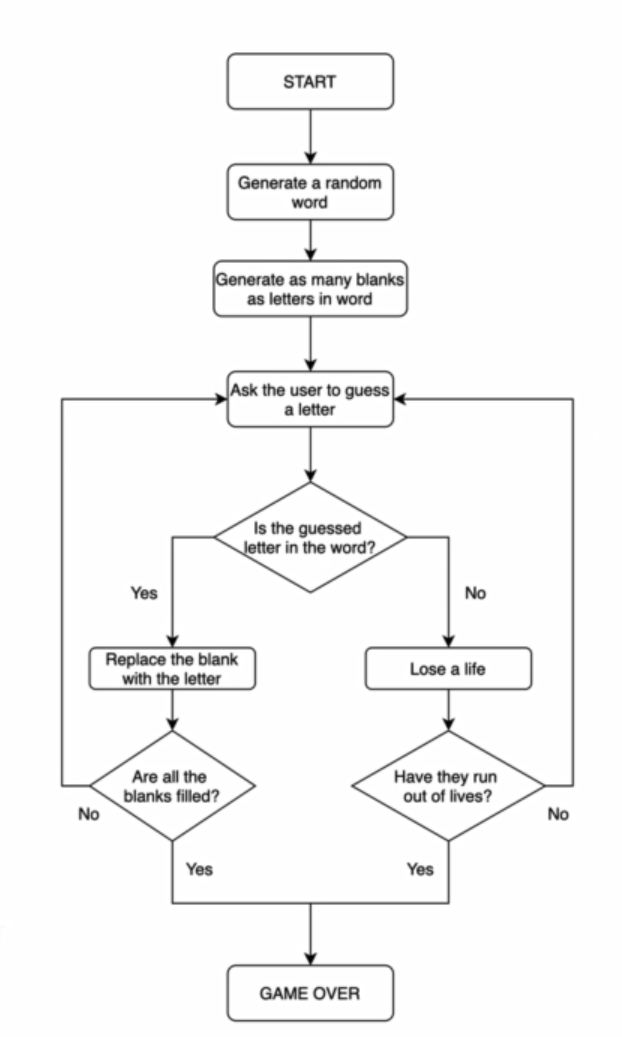 START
Generate a random
word
Generate as many blanks
as letters in word
Ask the user to guess
a letter
Is the guessed
letter in the word?
Yes
No
Replace the blank
with the letter
Lose a life
Are all the
blanks filled?
Have they run
out of lives?
No
No
Yes
Yes
GAME OVER